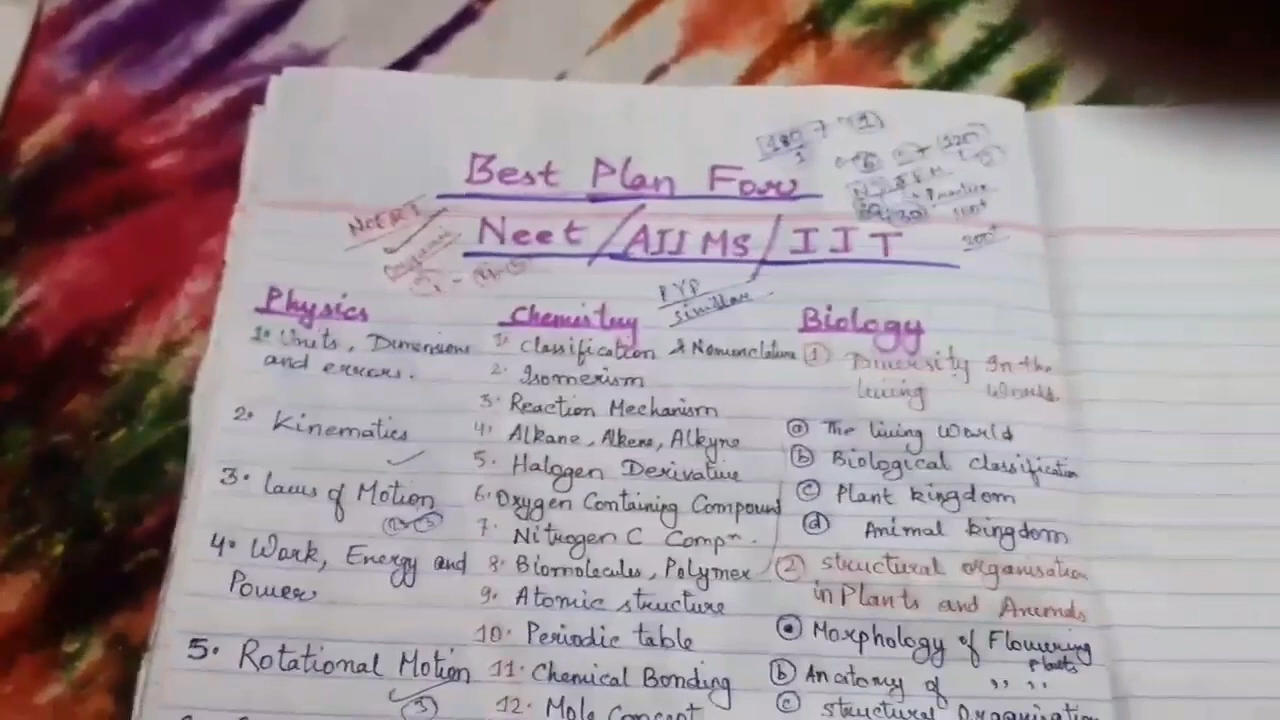 Best Plan For
Neet / AIIMS / IIT
NCERT
PYP
similar
Physics
1. Units, Dimensions
and errors.
2. Kinematics
3. laws of Motion
4. Work, Energy and
Power
5. Rotational Motion
Chemistry
1. Classification & Nomenclature
2. Isomerism
3. Reaction Mechanism
4. Alkane, Alkene, Alkyne
5. Halogen Derivative
6. Oxygen Containing Compound
7. Nitrogen C Compn.
8. Biomolecules, Polymer
9. Atomic structure
10. Periodic table
11. Chemical Bonding
12. Mole Concept
Biology
1 Diversity In the
living World
a The living World
b Biological classification
c Plant kingdom
d Animal kingdom
2 structural organisation
in Plants and Animals
a Morphology of Flowering
Plants
b Anatomy of ,, ,,
c structural Organisation